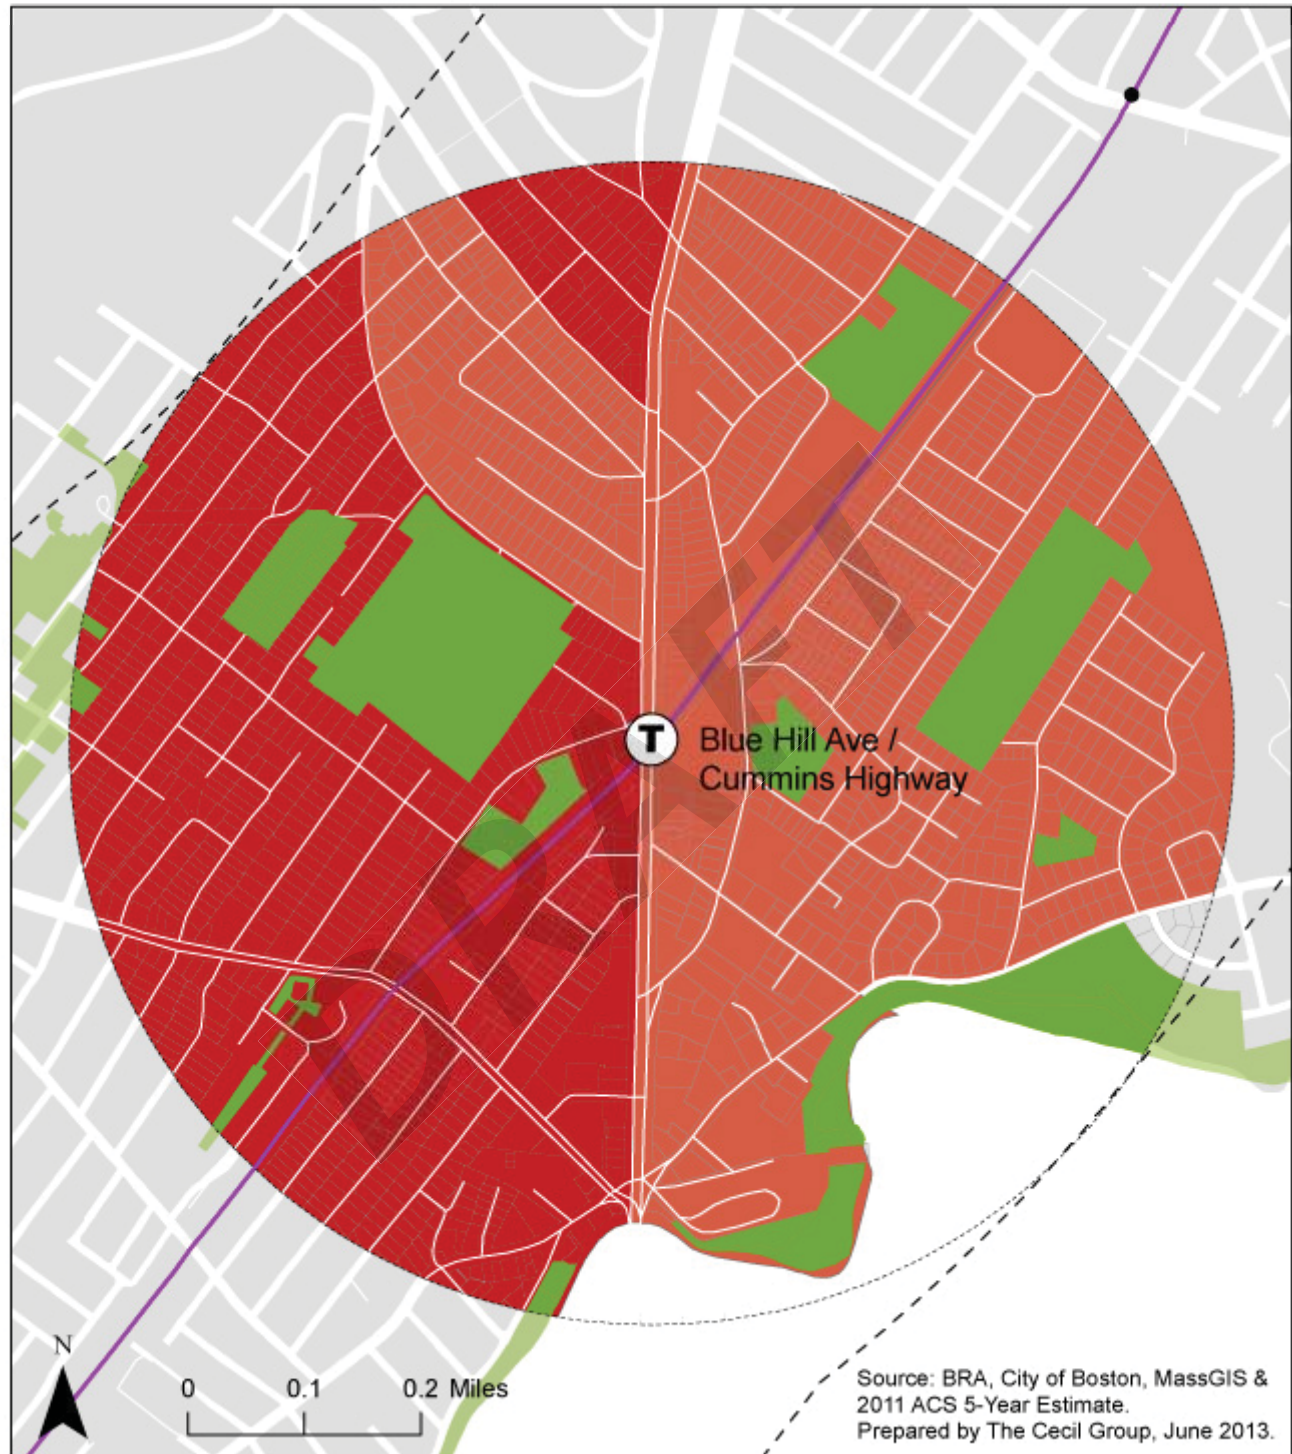 T
Blue Hill Ave /
Cummins Highway
DRAFT
N
0 0.1 0.2 Miles
Source: BRA, City of Boston, MassGIS &
2011 ACS 5-Year Estimate.
Prepared by The Cecil Group, June 2013.